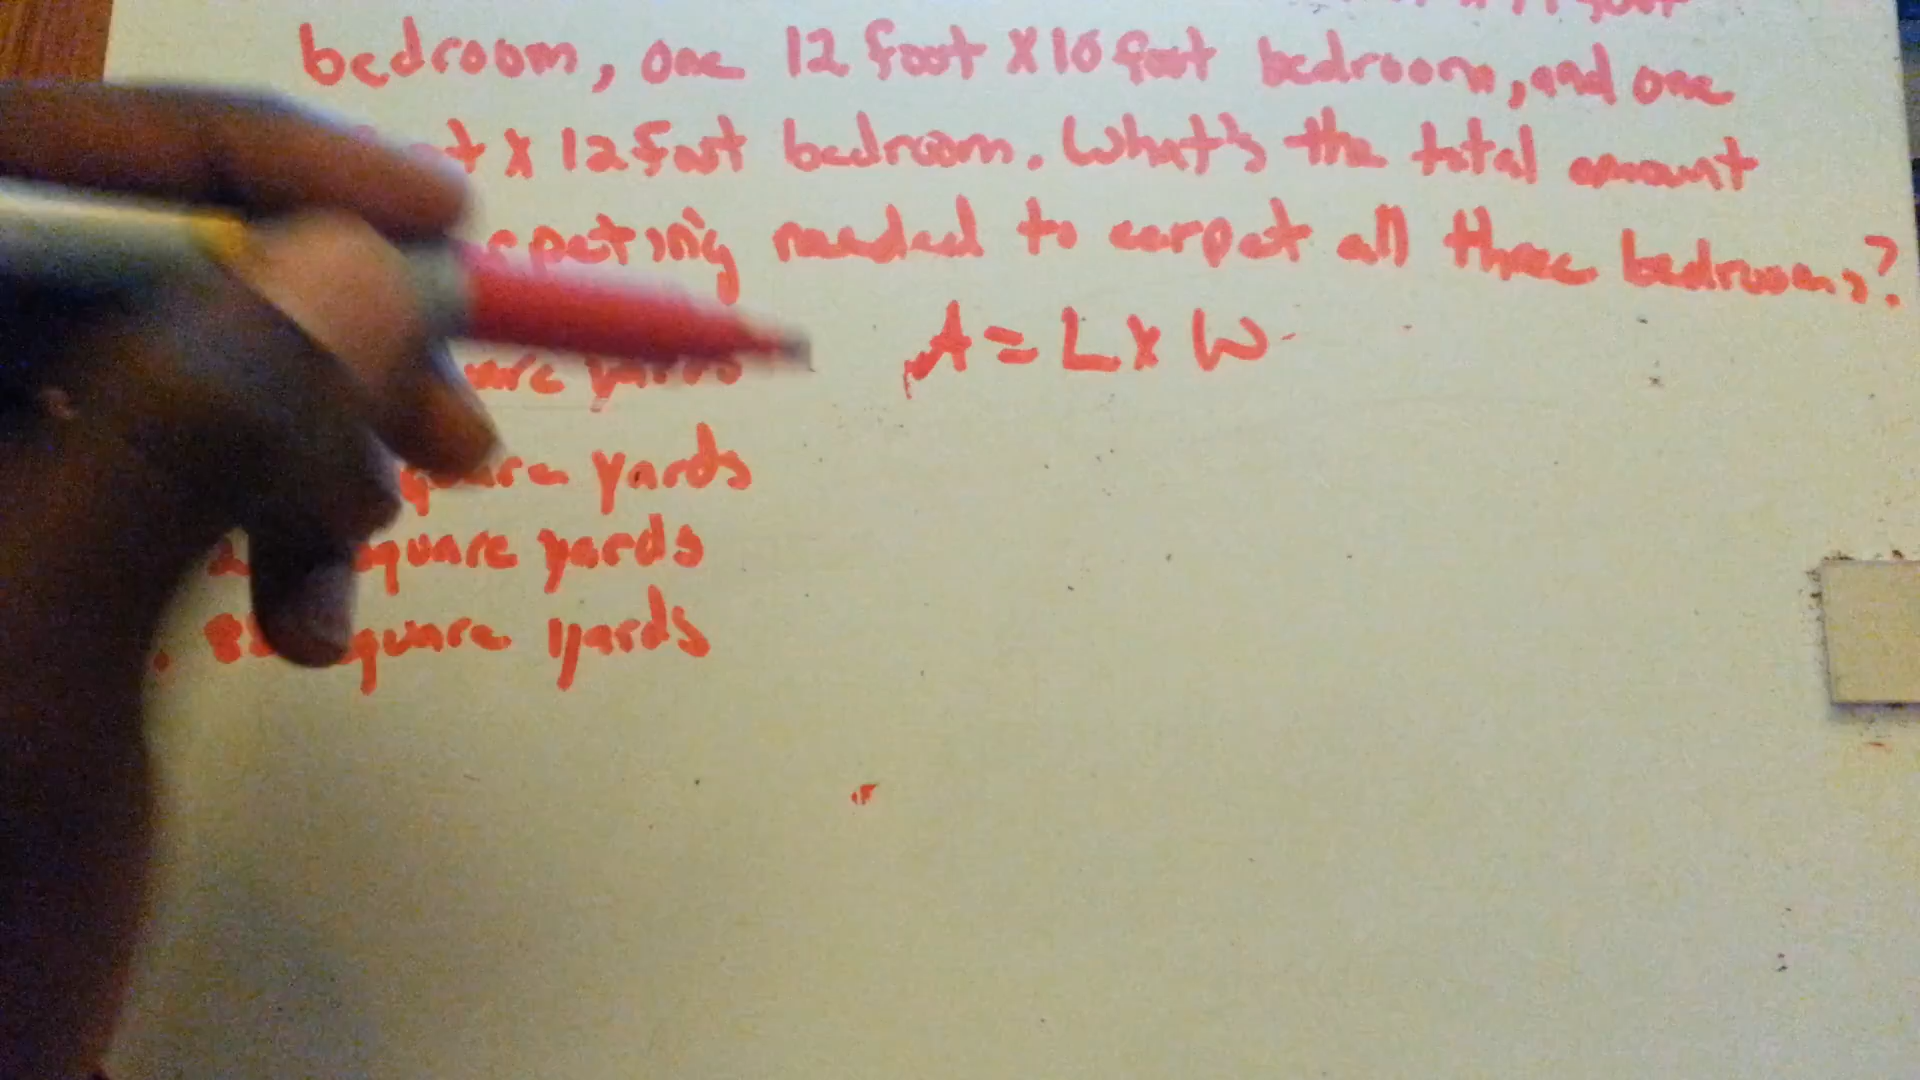 bedroom, one 12 foot x 10 foot bedroom, and one
x 12 foot bedroom. What's the total amount
needed to carpet all three bedrooms?
A = L x W
yards
yards
square yards
square yards